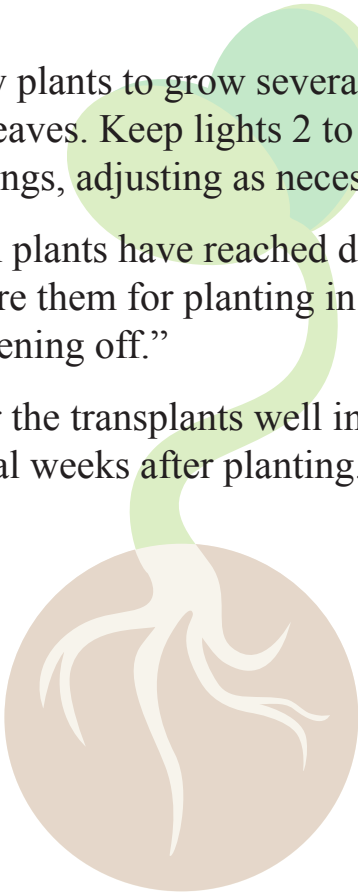 y plants to grow severa
eaves. Keep lights 2 to
ings, adjusting as neces
plants have reached d
re them for planting in
ening off.”
the transplants well in
al weeks after planting.